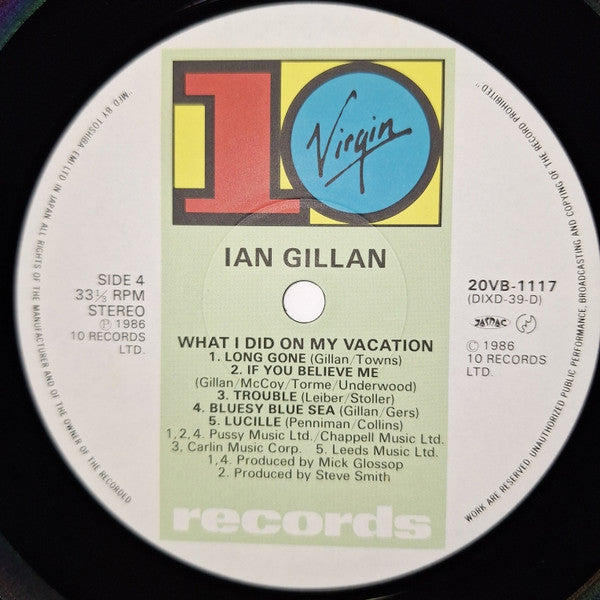 10
Virgin
IAN GILLAN
SIDE 4
33⅓ RPM
STEREO
℗ 1986
10 RECORDS
LTD.
20VB-1117
(DIXD-39-D)
JASRAC
© 1986
10 RECORDS
LTD.
WHAT I DID ON MY VACATION
1. LONG GONE (Gillan/Towns)
2. IF YOU BELIEVE ME
(Gillan/McCoy/Torme/Underwood)
3. TROUBLE (Leiber/Stoller)
4. BLUESY BLUE SEA (Gillan/Gers)
5. LUCILLE (Penniman/Collins)
1,2,4. Pussy Music Ltd./Chappell Music Ltd.
3. Carlin Music Corp. 5. Leeds Music Ltd.
1,4. Produced by Mick Glossop
2. Produced by Steve Smith
records
"MFD BY TOSHIBA EMI LTD IN JAPAN ALL RIGHTS OF THE MANUFACTURER AND OF THE OWNER OF THE RECORDED
WORK ARE RESERVED. UNAUTHORIZED PUBLIC PERFORMANCE, BROADCASTING AND COPYING OF THE RECORD PROHIBITED"